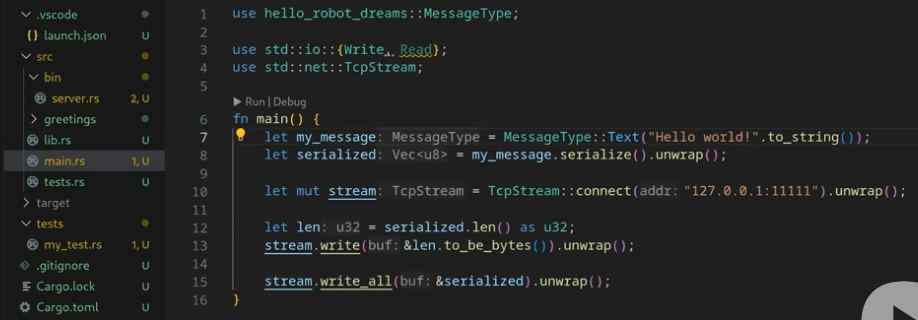 .vscode
{} launch.json U
src
bin
server.rs 2, U
greetings
lib.rs U
main.rs 1, U
tests.rs U
target
tests
my_test.rs 1, U
.gitignore U
Cargo.lock U
Cargo.toml U
1 use hello_robot_dreams::MessageType;
2
3 use std::io::{Write, Read};
4 use std::net::TcpStream;
5
Run | Debug
6 fn main() {
7 let my_message: MessageType = MessageType::Text("Hello world!".to_string());
8 let serialized: Vec<u8> = my_message.serialize().unwrap();
9
10 let mut stream: TcpStream = TcpStream::connect(addr: "127.0.0.1:11111").unwrap();
11
12 let len: u32 = serialized.len() as u32;
13 stream.write(buf: &len.to_be_bytes()).unwrap();
14
15 stream.write_all(buf: &serialized).unwrap();
16 }